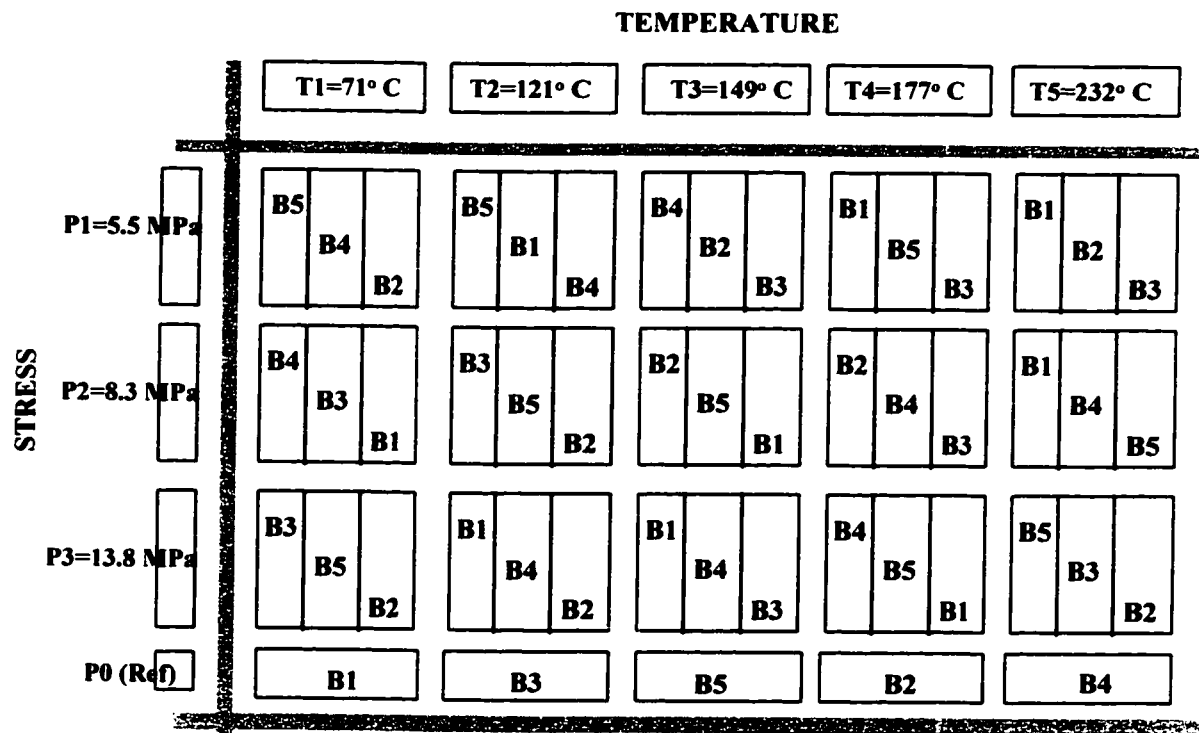 TEMPERATURE
T1=71° C T2=121° C T3=149° C T4=177° C T5=232° C
STRESS
P1=5.5 MPa
B5 B4 B2
B5 B1 B4
B4 B2 B3
B1 B5 B3
B1 B2 B3
P2=8.3 MPa
B4 B3 B1
B3 B5 B2
B2 B5 B1
B2 B4 B3
B1 B4 B5
P3=13.8 MPa
B3 B5 B2
B1 B4 B2
B1 B4 B3
B4 B5 B1
B5 B3 B2
P0 (Ref)
B1 B3 B5 B2 B4